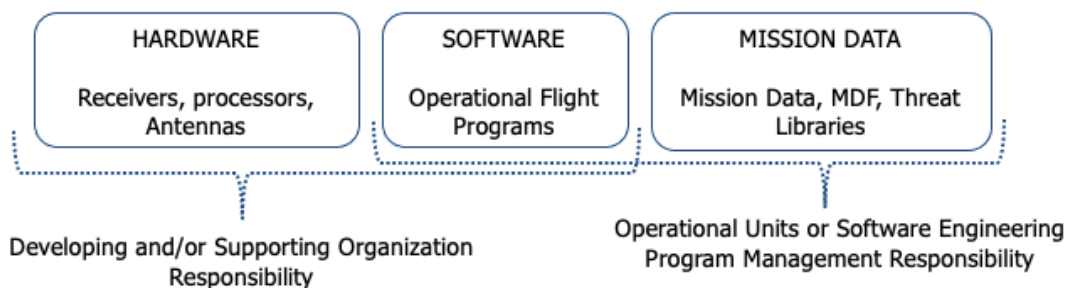 HARDWARE
Receivers, processors,
Antennas
SOFTWARE
Operational Flight
Programs
MISSION DATA
Mission Data, MDF, Threat
Libraries
Developing and/or Supporting Organization
Responsibility
Operational Units or Software Engineering
Program Management Responsibility